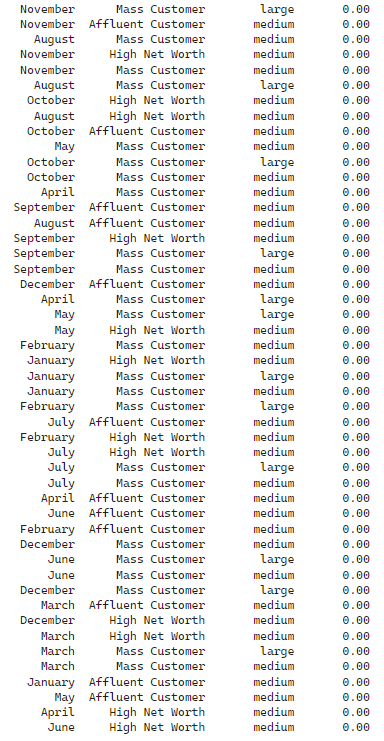 November Mass Customer large 0.00
November Affluent Customer medium 0.00
August Mass Customer medium 0.00
November High Net Worth medium 0.00
November Mass Customer medium 0.00
August Mass Customer large 0.00
October High Net Worth medium 0.00
August High Net Worth medium 0.00
October Affluent Customer medium 0.00
May Mass Customer medium 0.00
October Mass Customer large 0.00
October Mass Customer medium 0.00
April Mass Customer medium 0.00
September Affluent Customer medium 0.00
August Affluent Customer medium 0.00
September High Net Worth medium 0.00
September Mass Customer large 0.00
September Mass Customer medium 0.00
December Affluent Customer medium 0.00
April Mass Customer large 0.00
May Mass Customer large 0.00
May High Net Worth medium 0.00
February Mass Customer medium 0.00
January High Net Worth medium 0.00
January Mass Customer large 0.00
January Mass Customer medium 0.00
February Mass Customer large 0.00
July Affluent Customer medium 0.00
February High Net Worth medium 0.00
July High Net Worth medium 0.00
July Mass Customer large 0.00
July Mass Customer medium 0.00
April Affluent Customer medium 0.00
June Affluent Customer medium 0.00
February Affluent Customer medium 0.00
December Mass Customer medium 0.00
June Mass Customer large 0.00
June Mass Customer medium 0.00
December Mass Customer large 0.00
March Affluent Customer medium 0.00
December High Net Worth medium 0.00
March High Net Worth medium 0.00
March Mass Customer large 0.00
March Mass Customer medium 0.00
January Affluent Customer medium 0.00
May Affluent Customer medium 0.00
April High Net Worth medium 0.00
June High Net Worth medium 0.00